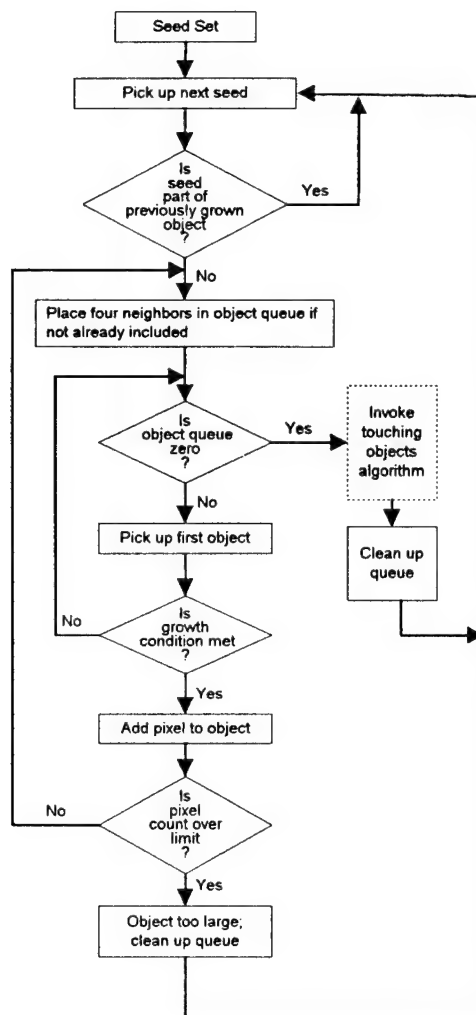 Seed Set
Pick up next seed
Is
seed
part of
previously grown
object
?
Yes
No
Place four neighbors in object queue if
not already included
Is
object queue
zero
?
Yes
Invoke
touching
objects
algorithm
No
Pick up first object
Clean up
queue
No
Is
growth
condition met
?
Yes
Add pixel to object
No
Is
pixel
count over
limit
?
Yes
Object too large;
clean up queue